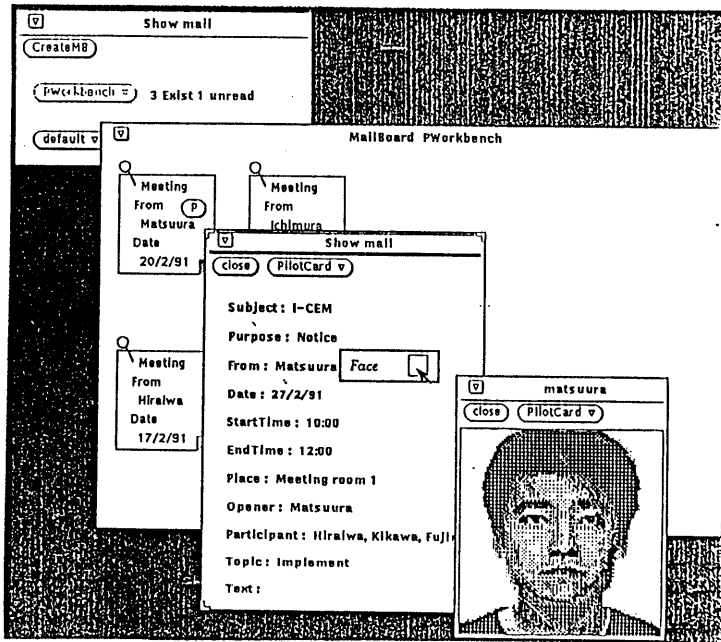 Show mail
CreateMB
PWorkbench 3 Exist 1 unread
default
MailBoard PWorkbench
Meeting
From P
Matsuura
Date
20/2/91
Meeting
From
Ichimura
Meeting
From
Hiraiwa
Date
17/2/91
Show mail
close PilotCard
Subject : I-CEM
Purpose : Notice
From : Matsuura
Face
Date : 27/2/91
StartTime : 10:00
EndTime : 12:00
Place : Meeting room 1
Opener : Matsuura
Participant : Hiraiwa, Kikawa, Fuji
Topic : Implement
Text :
matsuura
close PilotCard